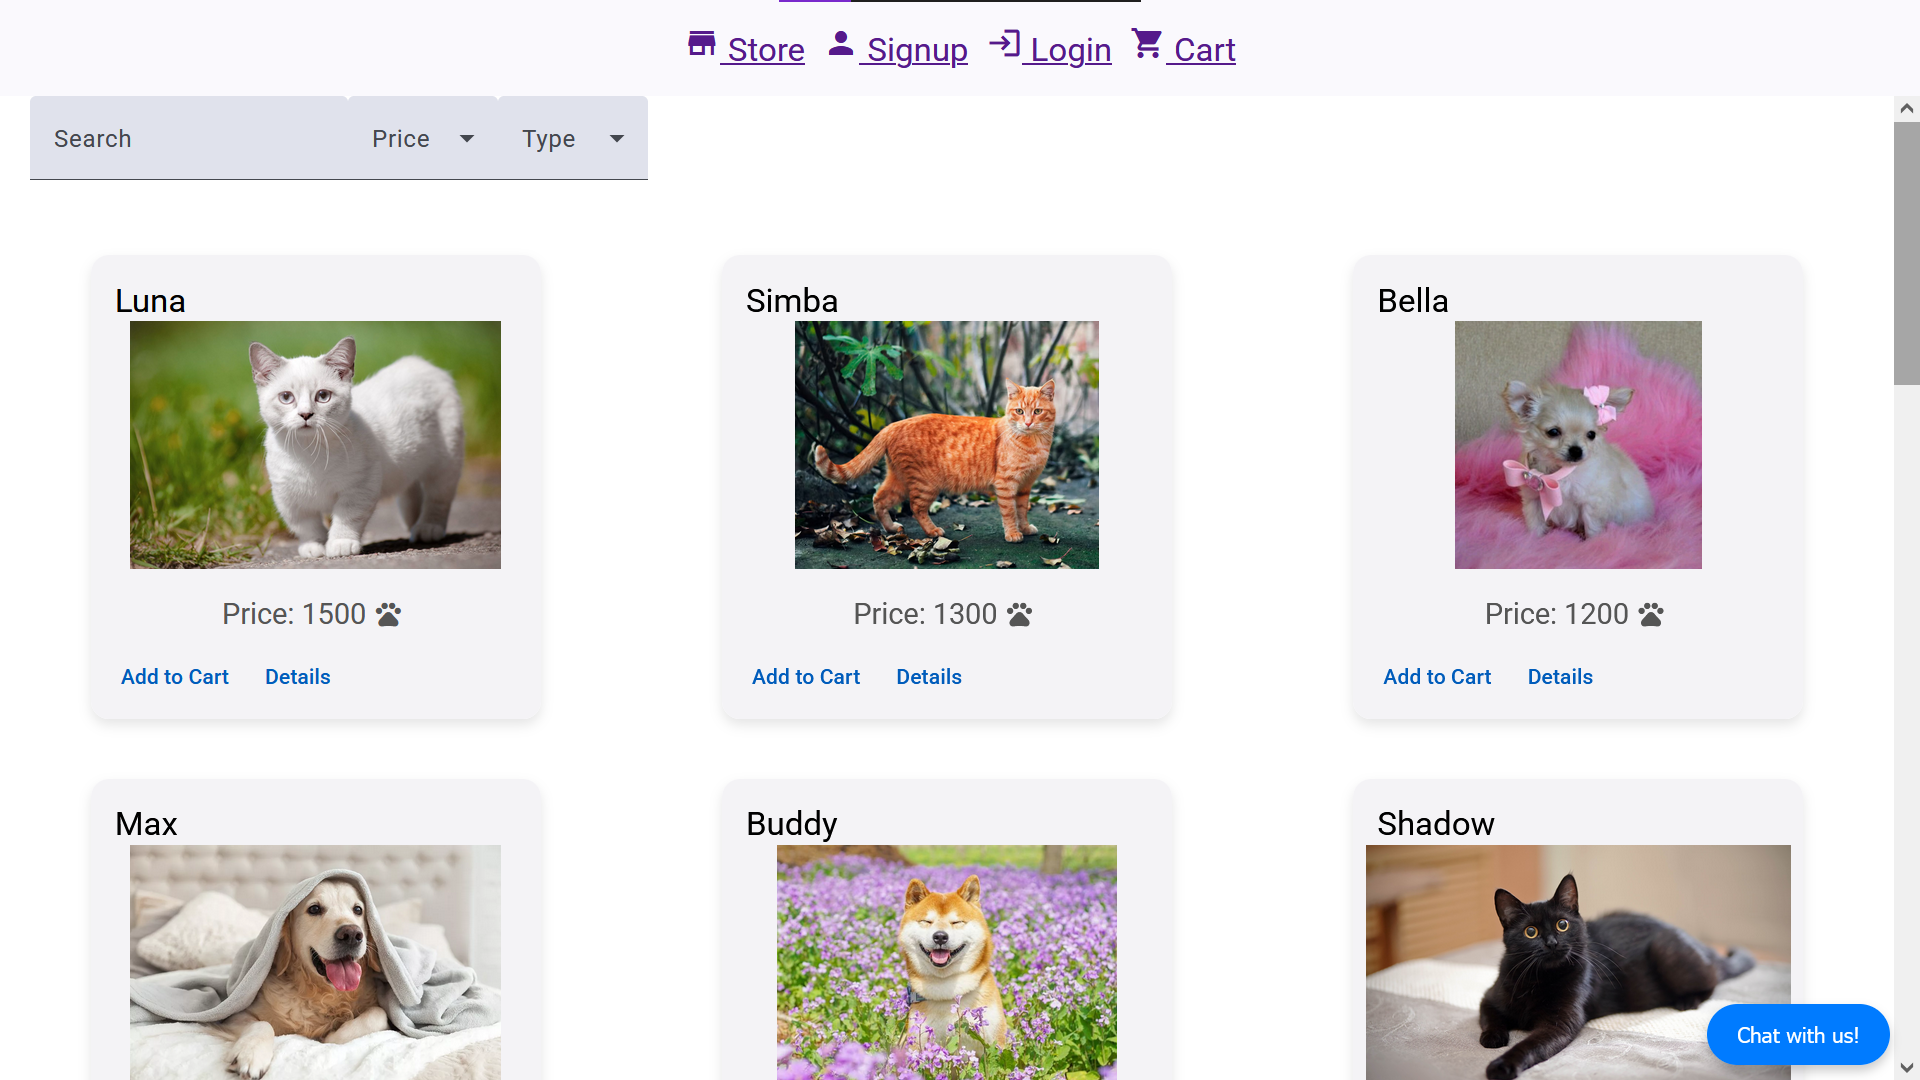 Store Signup Login Cart
Search Price Type
Luna Simba Bella
Price: 1500 Price: 1300 Price: 1200
Add to Cart Details Add to Cart Details Add to Cart Details
Max Buddy Shadow
Chat with us!